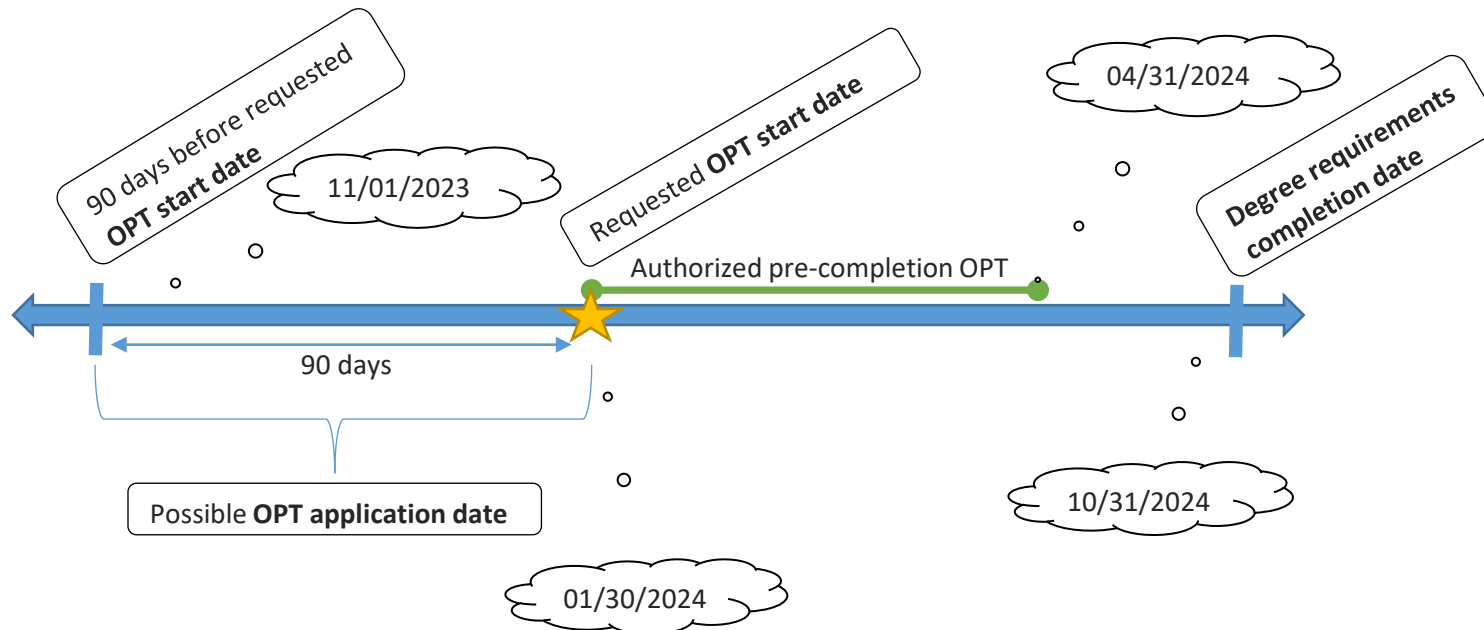 90 days before requested
OPT start date
11/01/2023
Requested OPT start date
04/31/2024
Degree requirements
completion date
Authorized pre-completion OPT
90 days
Possible OPT application date
10/31/2024
01/30/2024